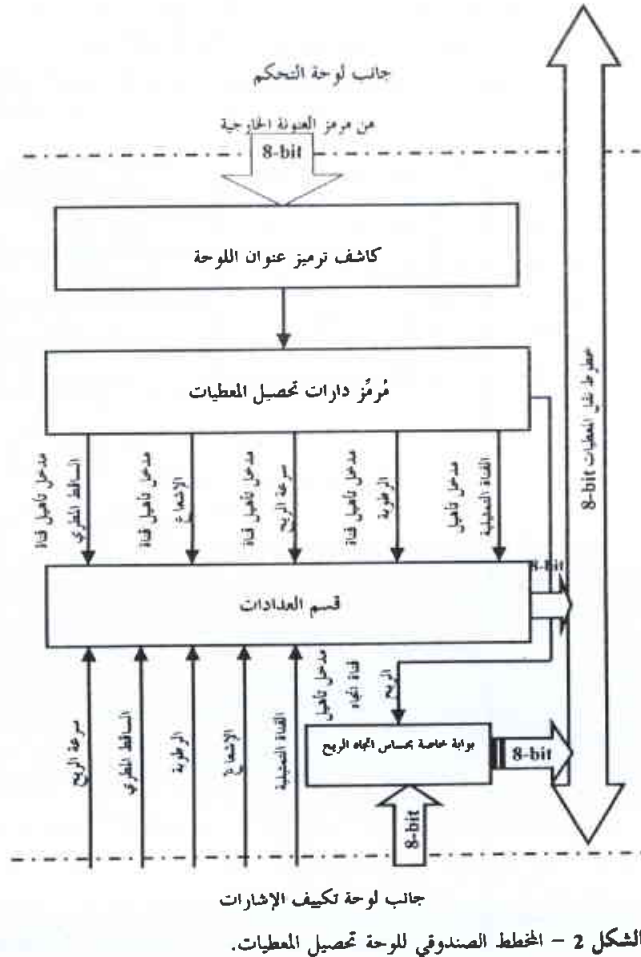 جانب لوحة التحكم
من مرمز العنونة الخارجية
8-bit
كاشف ترميز عنوان اللوحة
مُرمِّز دارات تحصيل المعطيات
خطوط نقل المعطيات 8-bit
مدخل تأهيل قناة
الساقط المطري
مدخل تأهيل قناة
الإشعاع
مدخل تأهيل قناة
سرعة الريح
مدخل تأهيل قناة
الرطوبة
مدخل تأهيل
القناة التمثيلية
قسم العدادات
8-bit
سرعة الريح
الساقط المطري
الرطوبة
الإشعاع
القناة التمثيلية
مدخل تأهيل
قناة اتجاه
الريح
بوابة خاصة بحساس اتجاه الريح
8-bit
8-bit
جانب لوحة تكييف الإشارات
الشكل 2 – المخطط الصندوقي للوحة تحصيل المعطيات.